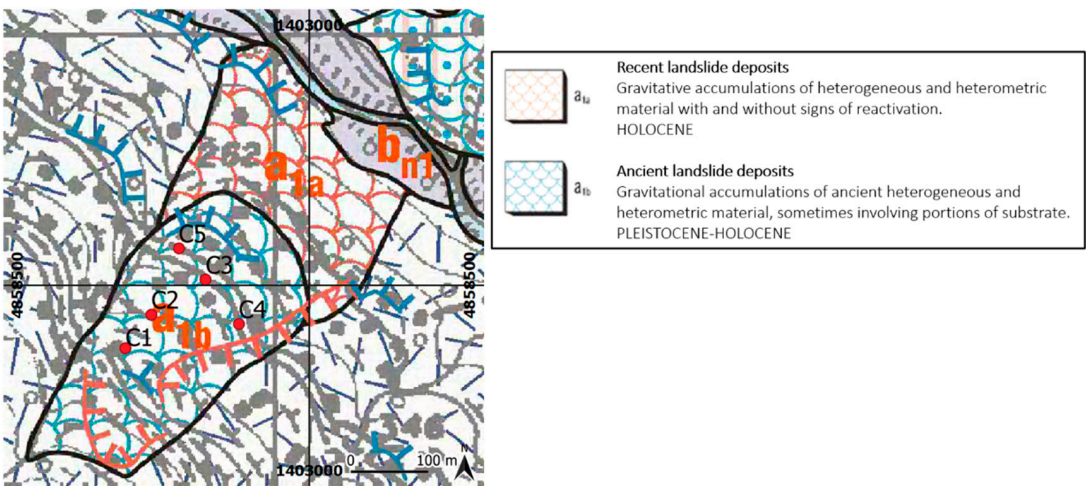 1403000
262
a1a
bn1
4858500
4858500
C5
C3
C2
C4
a1b
C1
346
N
0 100 m
1403000
Recent landslide deposits
Gravitative accumulations of heterogeneous and heterometric
material with and without signs of reactivation.
HOLOCENE
a1a
Ancient landslide deposits
Gravitational accumulations of ancient heterogeneous and
heterometric material, sometimes involving portions of substrate.
PLEISTOCENE-HOLOCENE
a1b